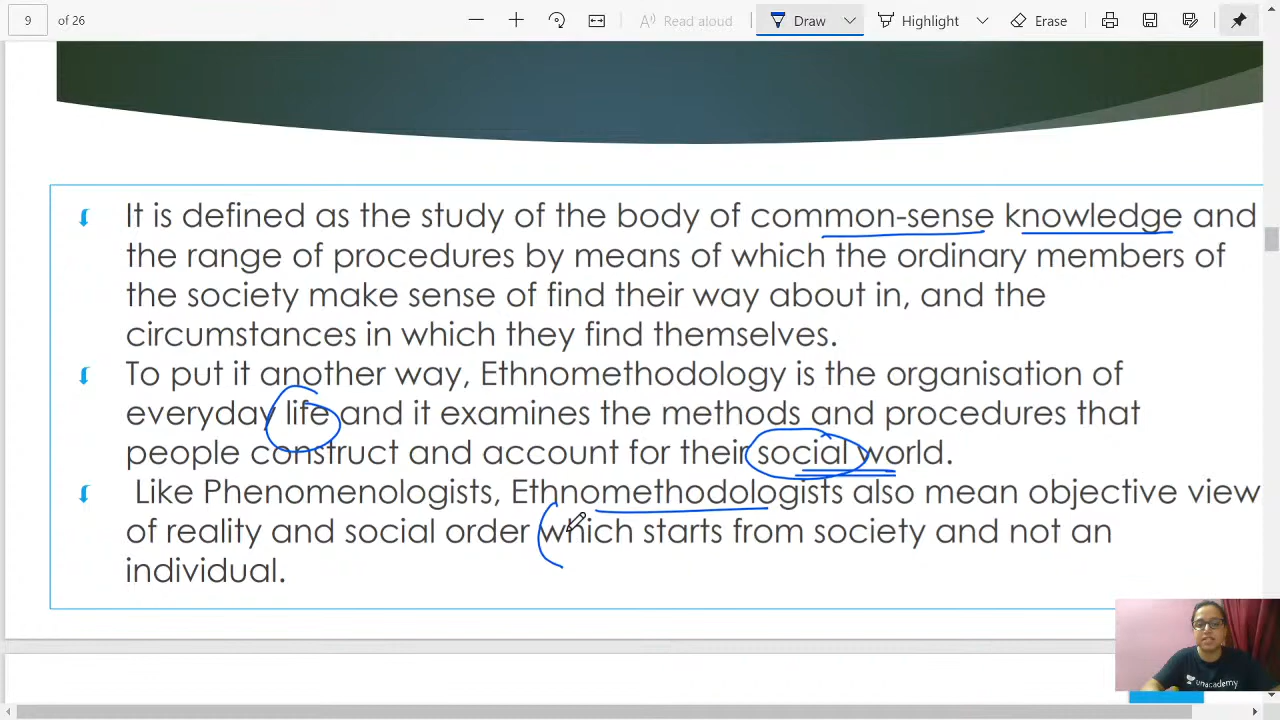 9 of 26 Read aloud Draw Highlight Erase
It is defined as the study of the body of common-sense knowledge and
the range of procedures by means of which the ordinary members of
the society make sense of find their way about in, and the
circumstances in which they find themselves.
To put it another way, Ethnomethodology is the organisation of
everyday life and it examines the methods and procedures that
people construct and account for their social world.
Like Phenomenologists, Ethnomethodologists also mean objective view
of reality and social order which starts from society and not an
individual.
unacademy